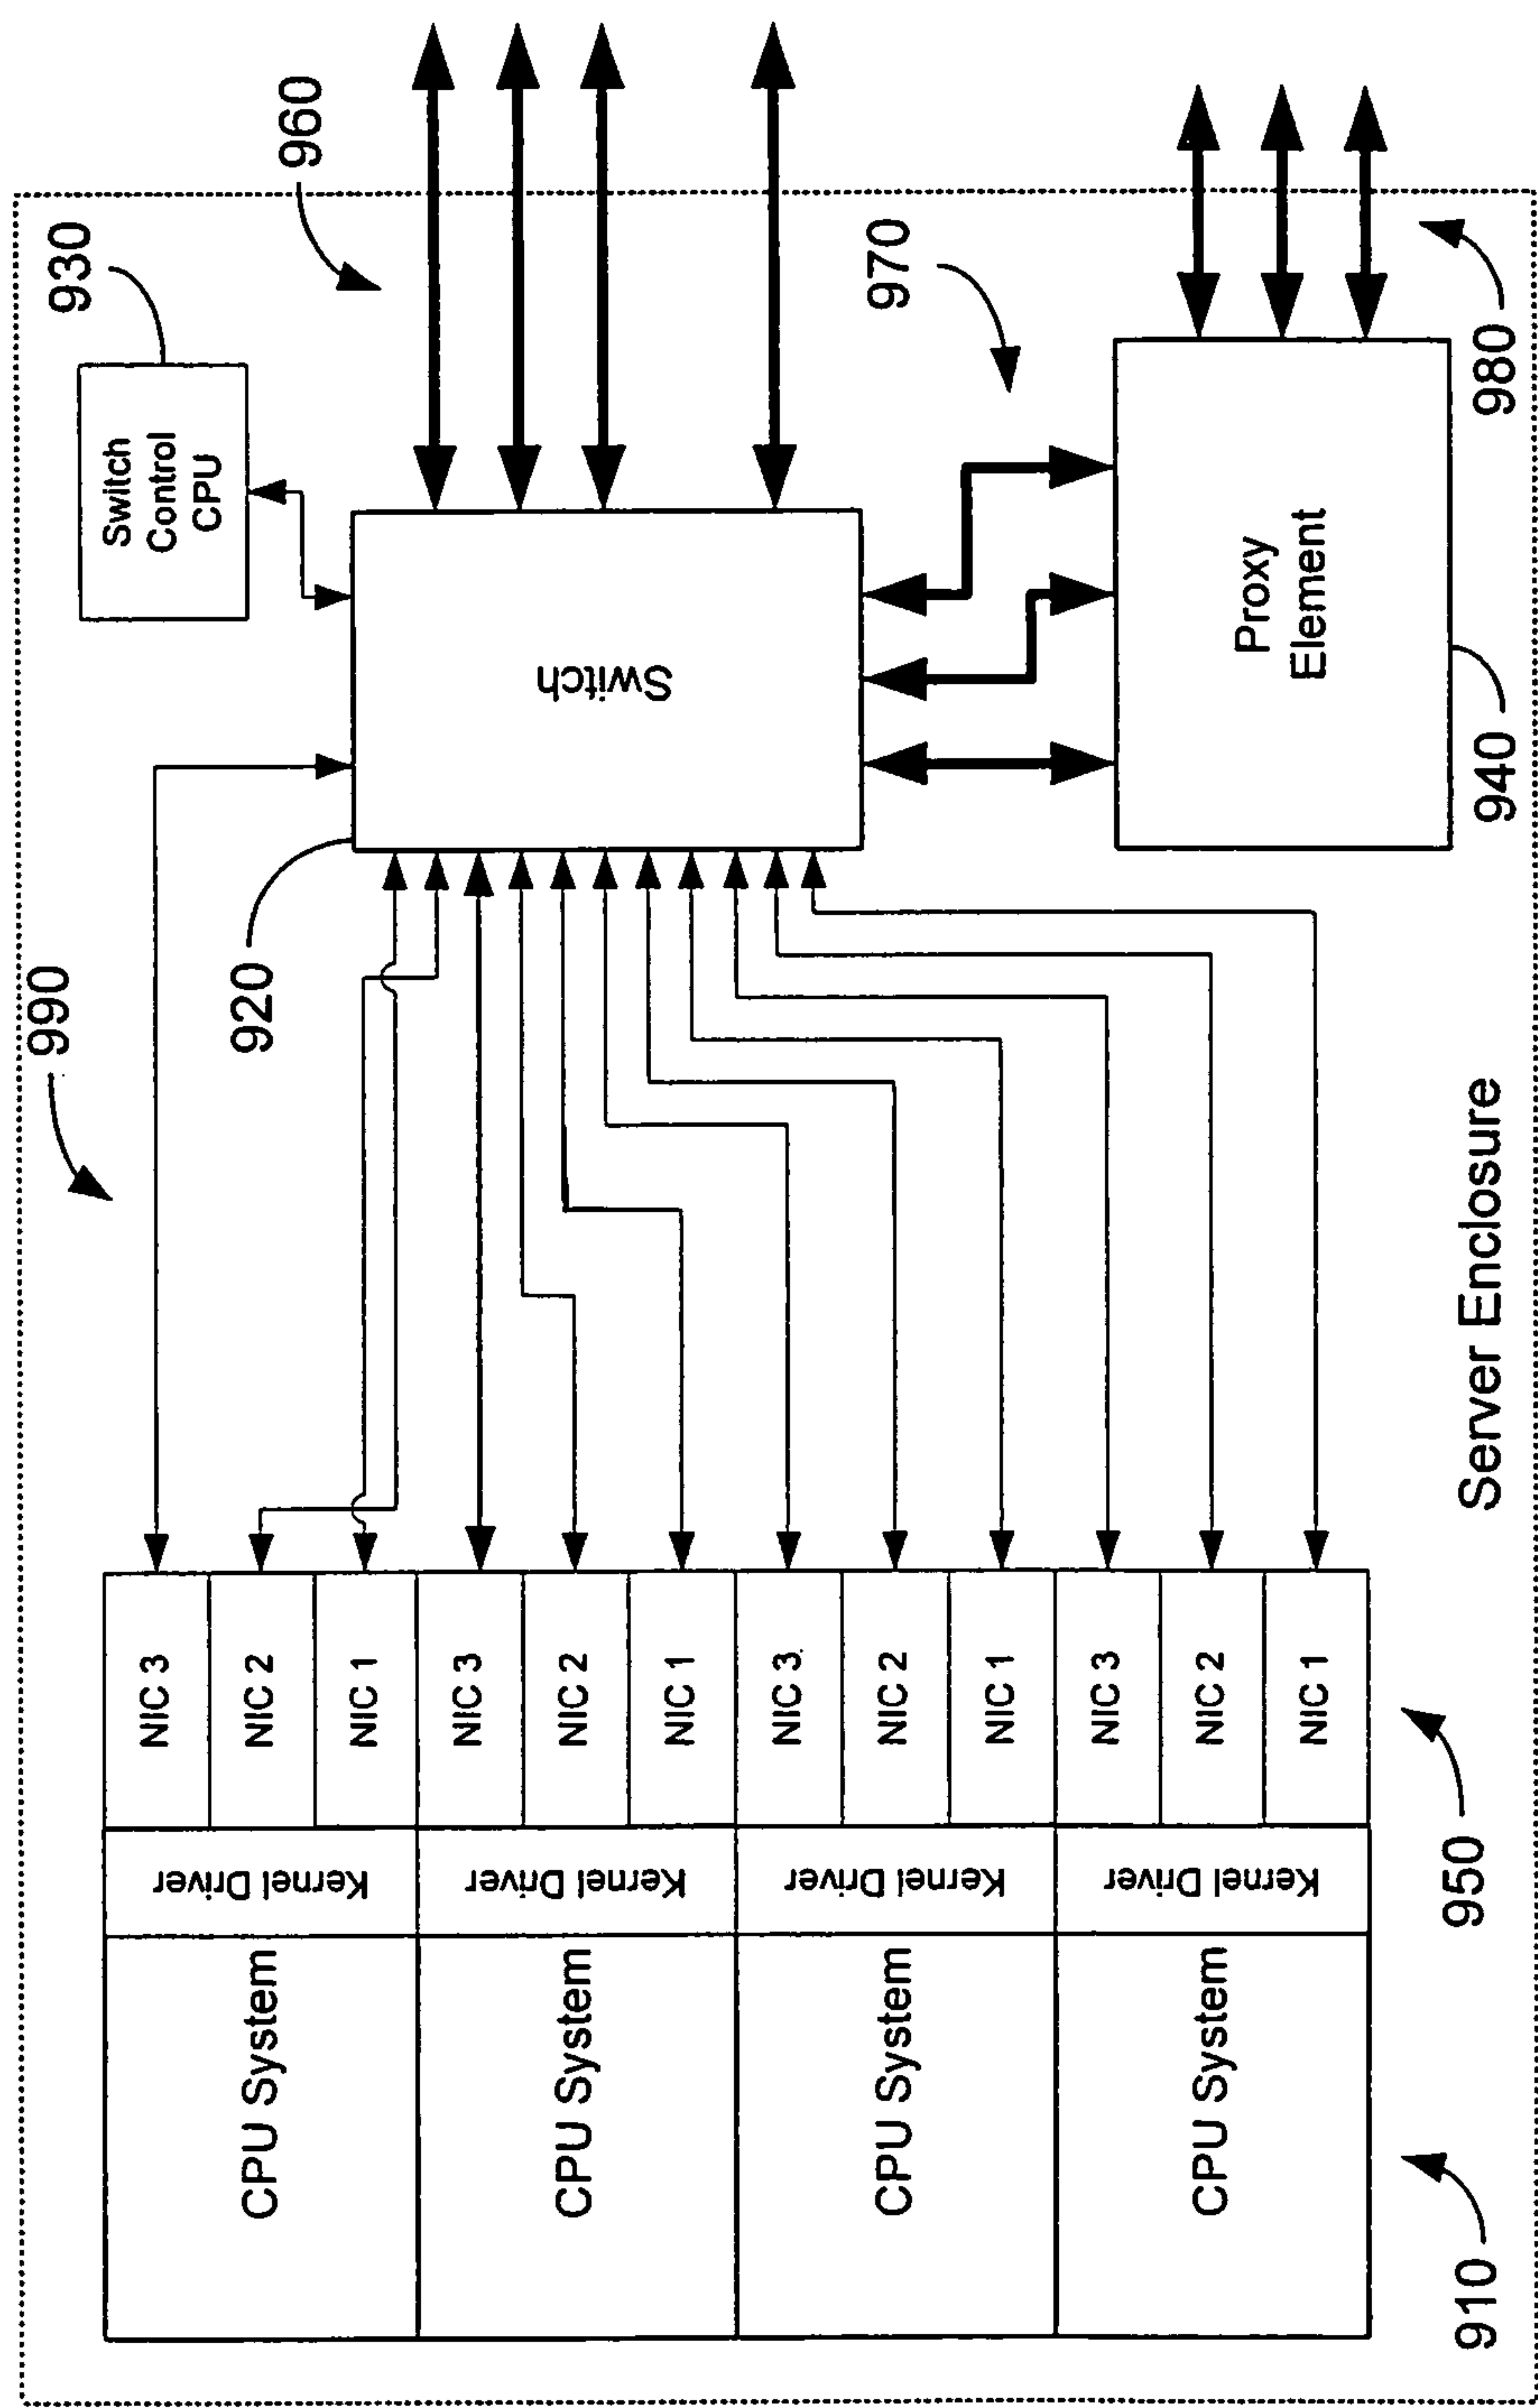 910
CPU System
CPU System
CPU System
CPU System
950
Kernel Driver
Kernel Driver
Kernel Driver
Kernel Driver
NIC 1
NIC 2
NIC 3
NIC 1
NIC 2
NIC 3
NIC 1
NIC 2
NIC 3
NIC 1
NIC 2
NIC 3
Server Enclosure
990
920
940
Proxy
Element
Switch
Switch
Control
CPU
980
970
960
930